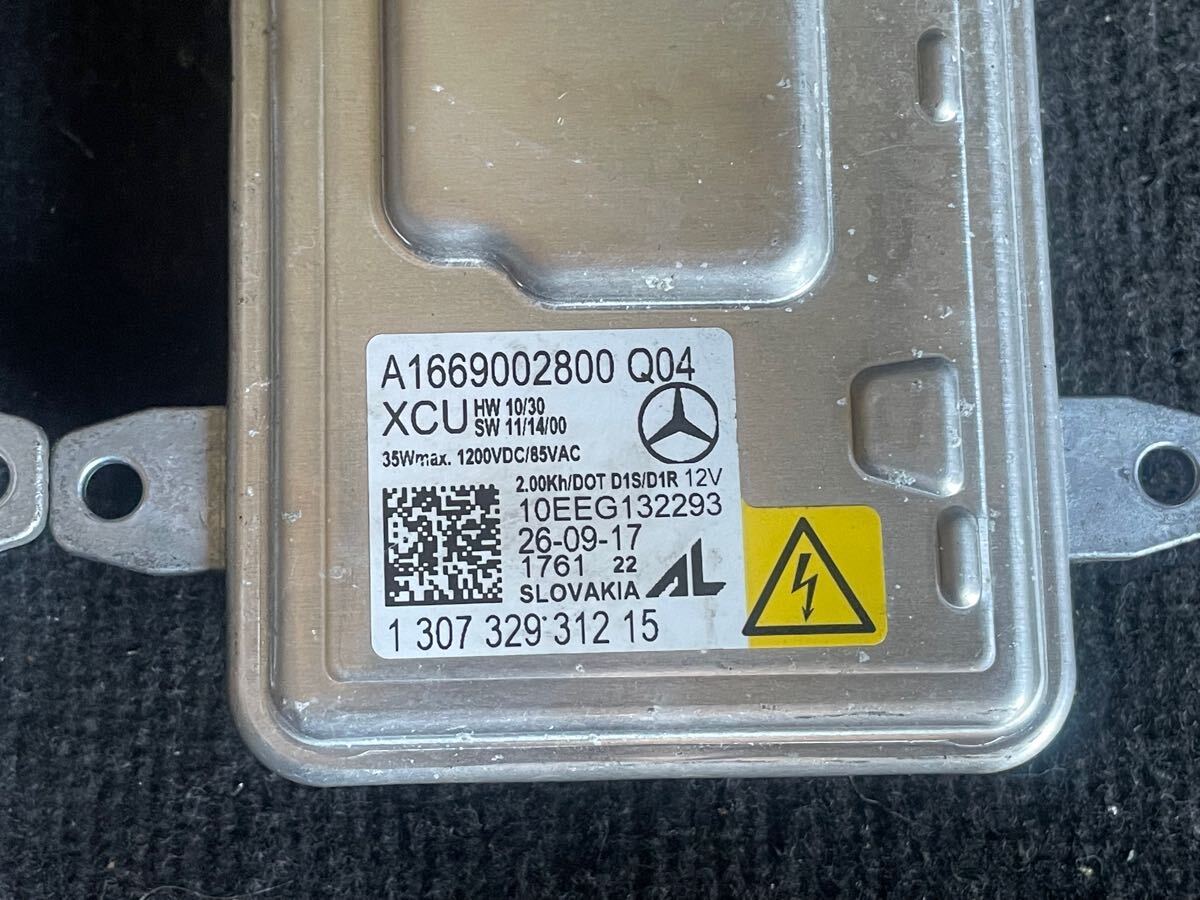 A1669002800 Q04
XCU HW 10/30
SW 11/14/00
35Wmax. 1200VDC/85VAC
2.00Kh/DOT D1S/D1R 12V
10EEG132293
26-09-17
1761 22
SLOVAKIA AL
1 307 329 312 15